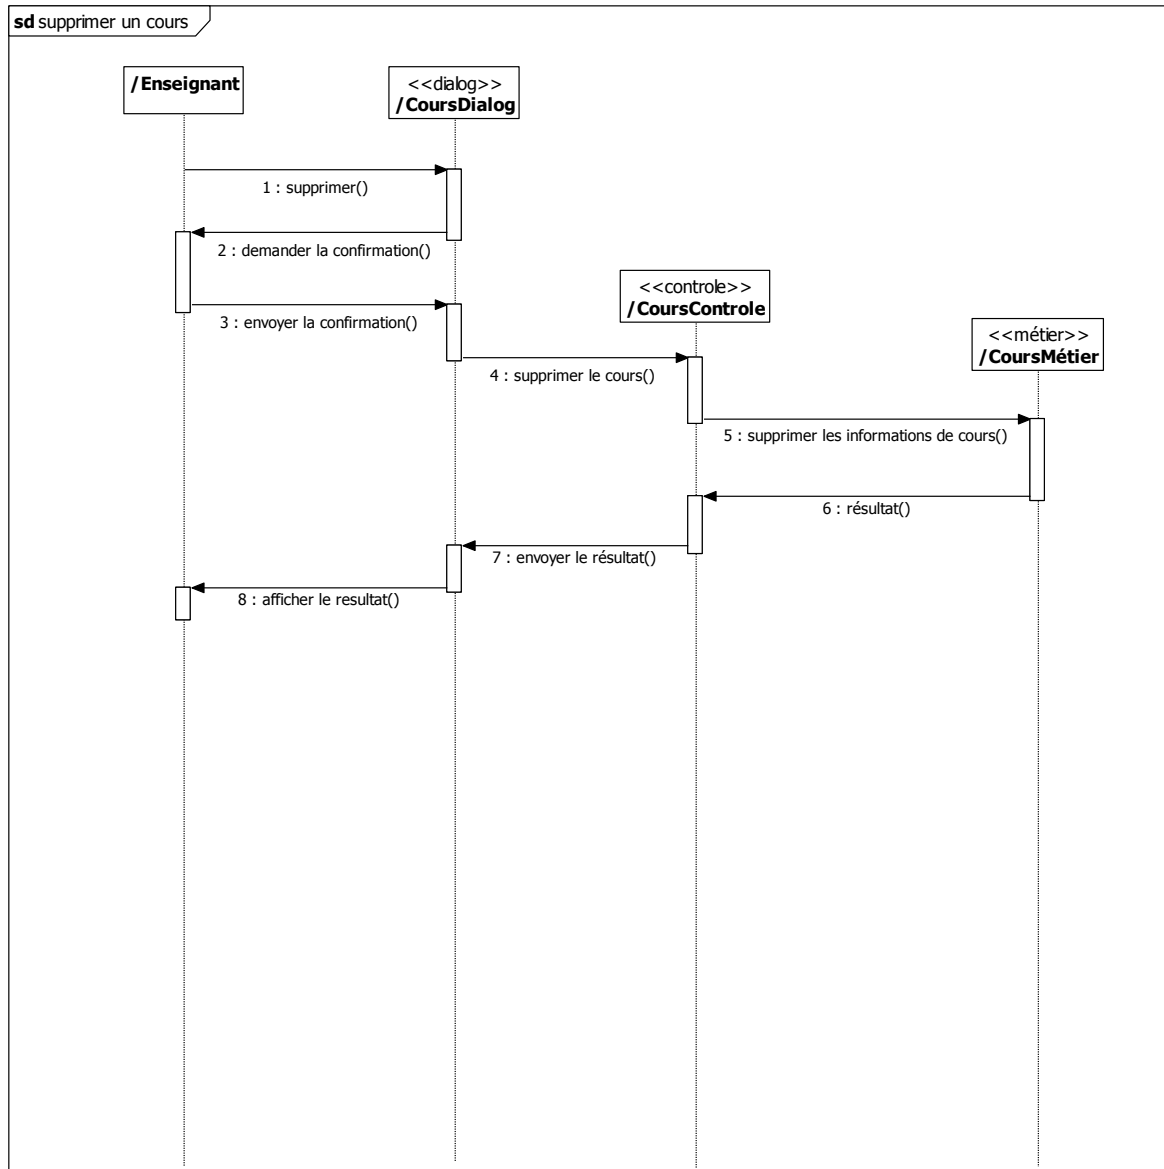 sd supprimer un cours
/Enseignant
<<dialog>>
/CoursDialog
1 : supprimer()
2 : demander la confirmation()
<<controle>>
/CoursControle
3 : envoyer la confirmation()
<<métier>>
/CoursMétier
4 : supprimer le cours()
5 : supprimer les informations de cours()
6 : résultat()
7 : envoyer le résultat()
8 : afficher le resultat()